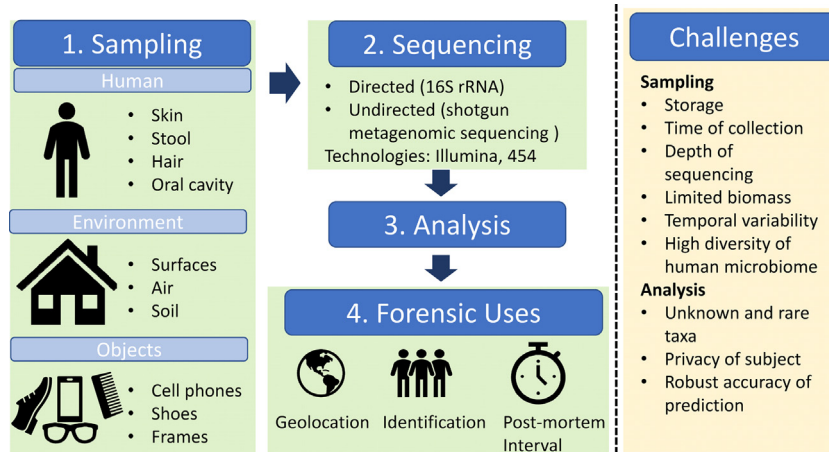 1. Sampling
Human
• Skin
• Stool
• Hair
• Oral cavity
Environment
• Surfaces
• Air
• Soil
Objects
• Cell phones
• Shoes
• Frames
2. Sequencing
• Directed (16S rRNA)
• Undirected (shotgun
metagenomic sequencing )
Technologies: Illumina, 454
3. Analysis
4. Forensic Uses
Geolocation
Identification
Post-mortem
Interval
Challenges
Sampling
• Storage
• Time of collection
• Depth of
sequencing
• Limited biomass
• Temporal variability
• High diversity of
human microbiome
Analysis
• Unknown and rare
taxa
• Privacy of subject
• Robust accuracy of
prediction